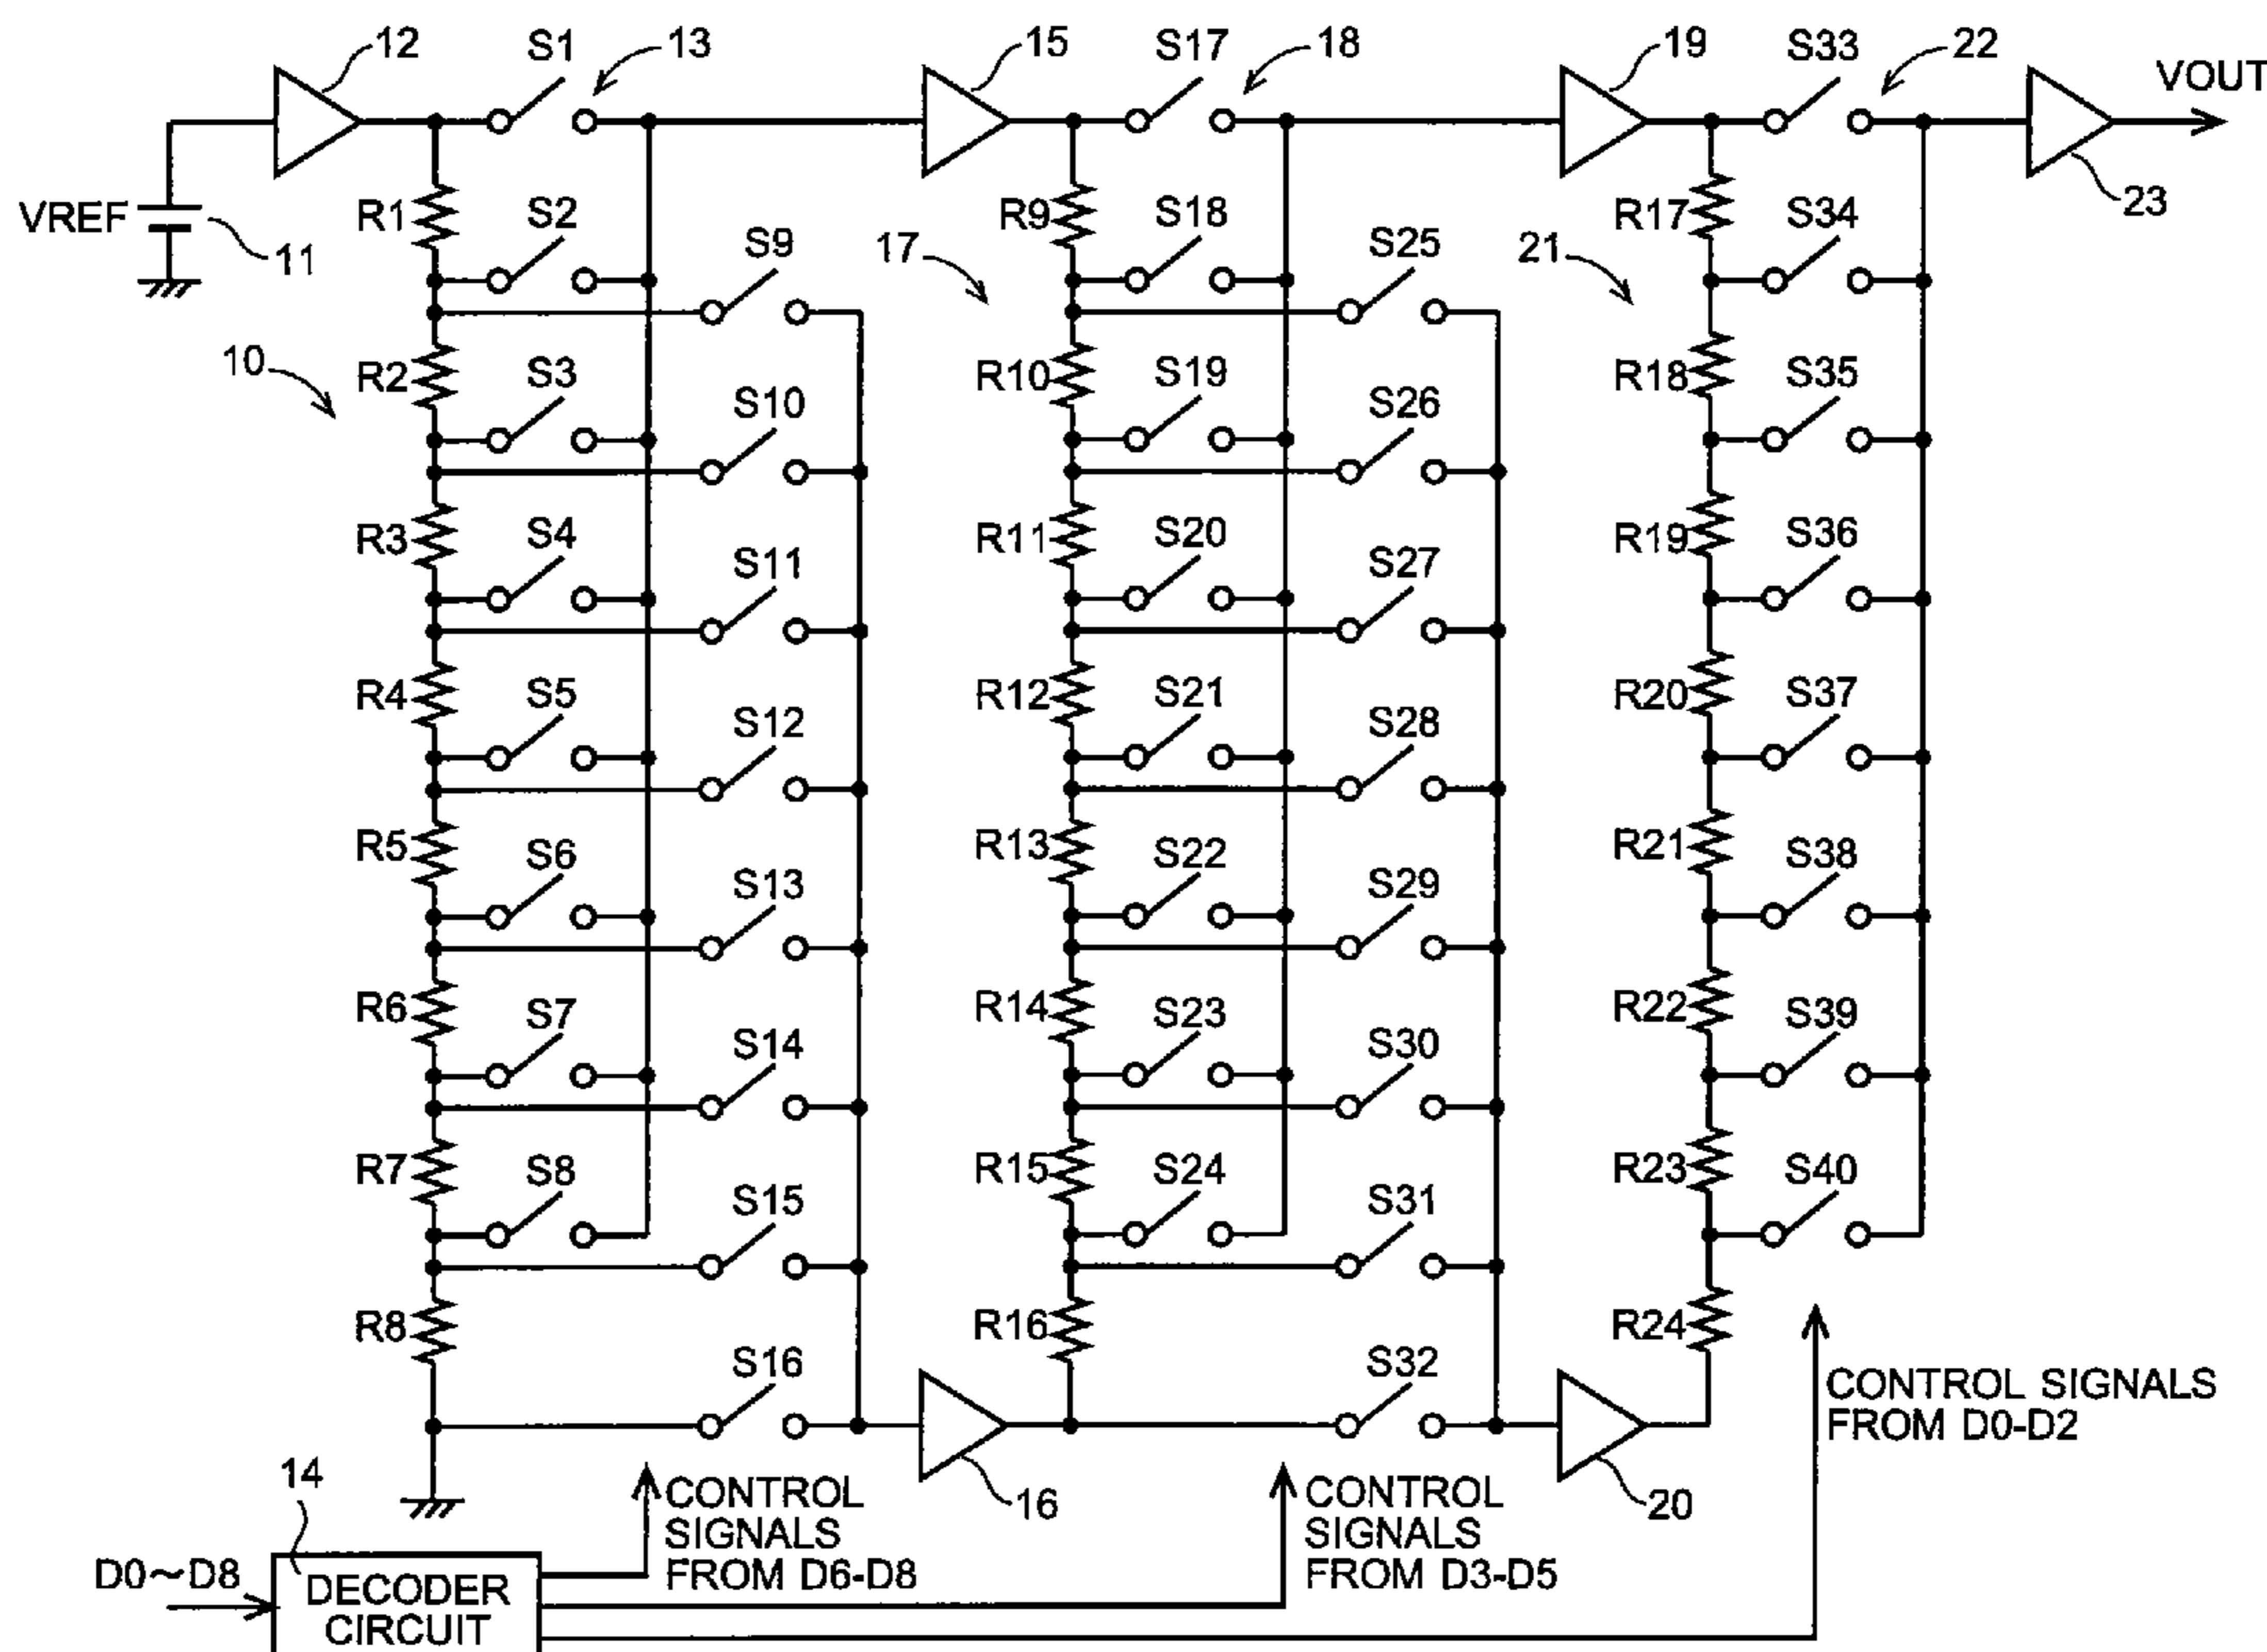 12 S1 13 15 S17 18 19 S33 22
VOUT
VREF R1 S2 R9 S18 R17 S34 23
11 S9 17 S25 21
10 R2 S3 R10 S19 R18 S35
S10 S26
R3 S4 R11 S20 R19 S36
S11 S27
R4 S5 R12 S21 R20 S37
S12 S28
R5 S6 R13 S22 R21 S38
S13 S29
R6 S7 R14 S23 R22 S39
S14 S30
R7 S8 R15 S24 R23 S40
S15 S31
R8 R16 R24
S16 S32
CONTROL SIGNALS
FROM D0-D2
14 16 20
CONTROL
SIGNALS
FROM D6-D8
CONTROL
SIGNALS
FROM D3-D5
D0～D8
DECODER
CIRCUIT